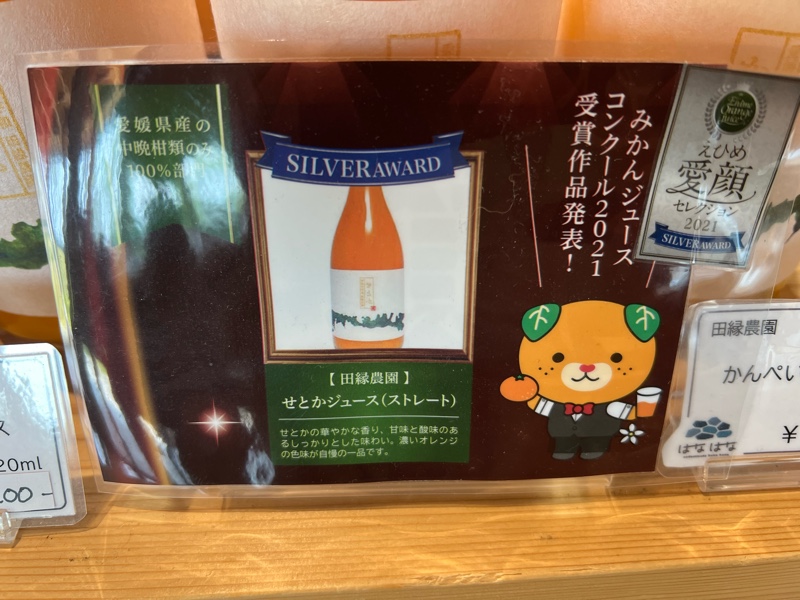 愛媛県産の
中晩柑類のみ
100%部門
SILVER AWARD
みかんジュース
コンクール2021
受賞作品発表！
えひめ
愛顔
セレクション
2021
SILVER AWARD
【 田縁農園 】
せとかジュース(ストレート)
せとかの華やかな香り、甘味と酸味のあ
るしっかりとした味わい。濃いオレンジ
の色味が自慢の一品です。
田縁農園
かんぺい
¥
はなはな
ス
20ml
00-